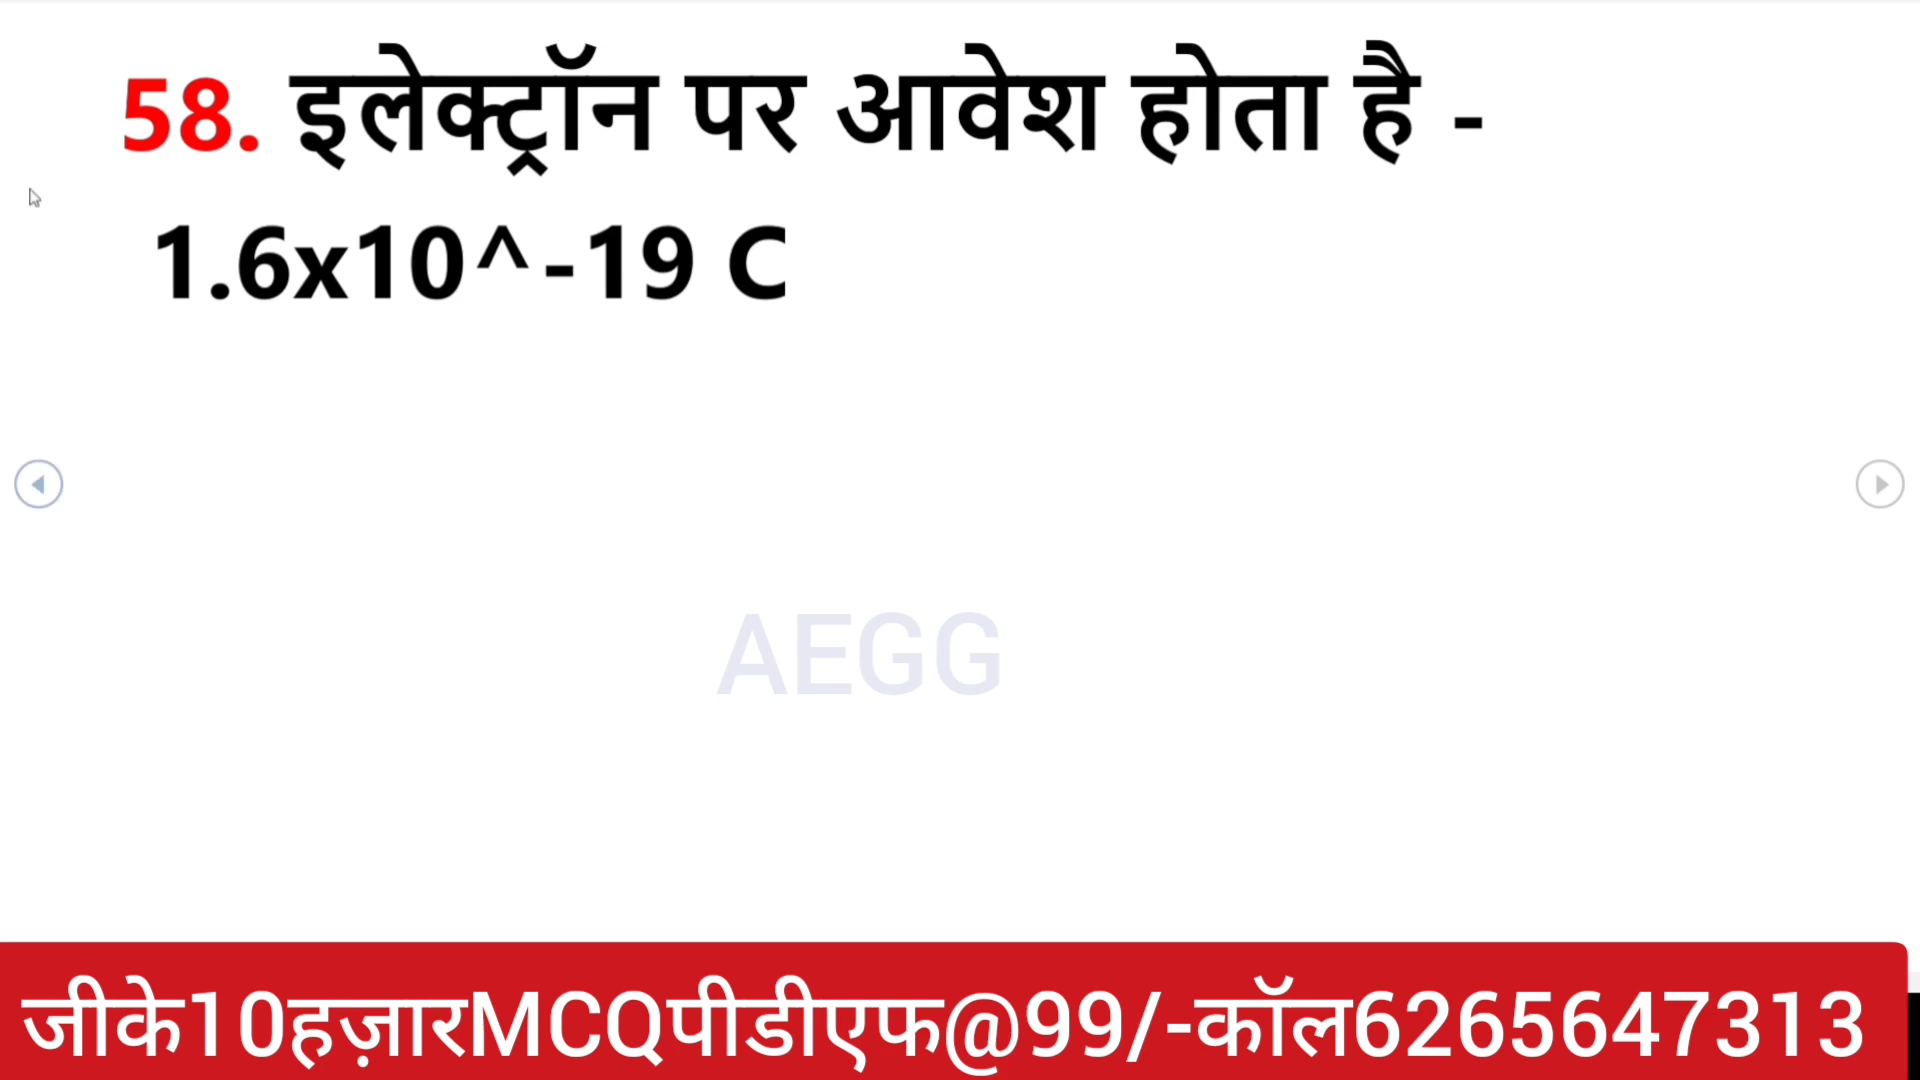 58. इलेक्ट्रॉन पर आवेश होता है -
1.6x10^-19 C
AEGG
जीके10हज़ारMCQपीडीएफ@99/-कॉल6265647313